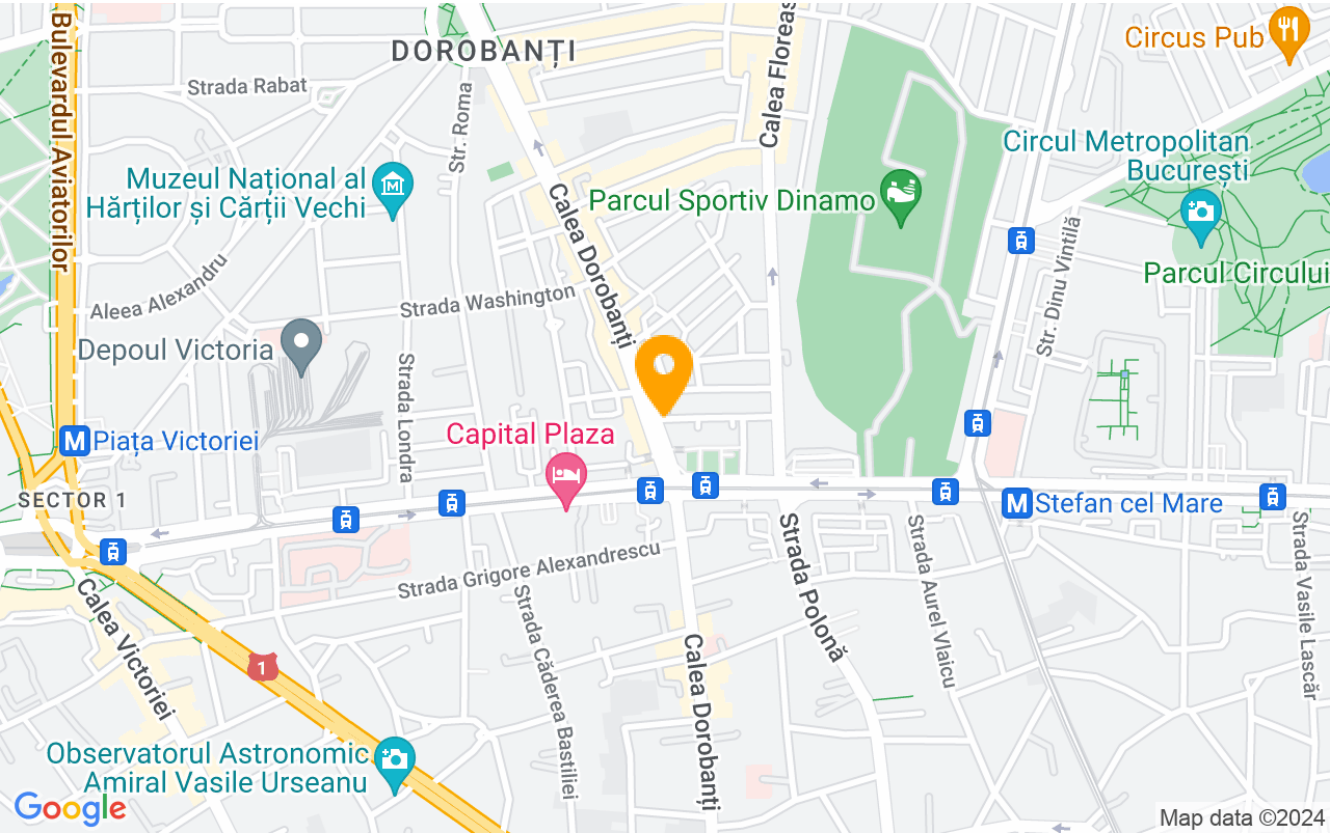 Bulevardul Aviatorilor
DOROBANȚI
Calea Floreas
Circus Pub
Strada Rabat
Str. Roma
Circul Metropolitan
București
Muzeul Național al
Hărților și Cărții Vechi
Parcul Sportiv Dinamo
Calea Dorobanți
Str. Dinu Vintilă
Parcul Circului
Aleea Alexandru
Strada Washington
Depoul Victoria
Strada Londra
M Piața Victoriei
Capital Plaza
SECTOR 1
M Stefan cel Mare
Strada Grigore Alexandrescu
Strada Polonă
Strada Aurel Vlaicu
Strada Vasile Lascăr
Calea Victoriei
Strada Căderea Bastiliei
Calea Dorobanți
1
Observatorul Astronomic
Amiral Vasile Urseanu
Google
Map data ©2024